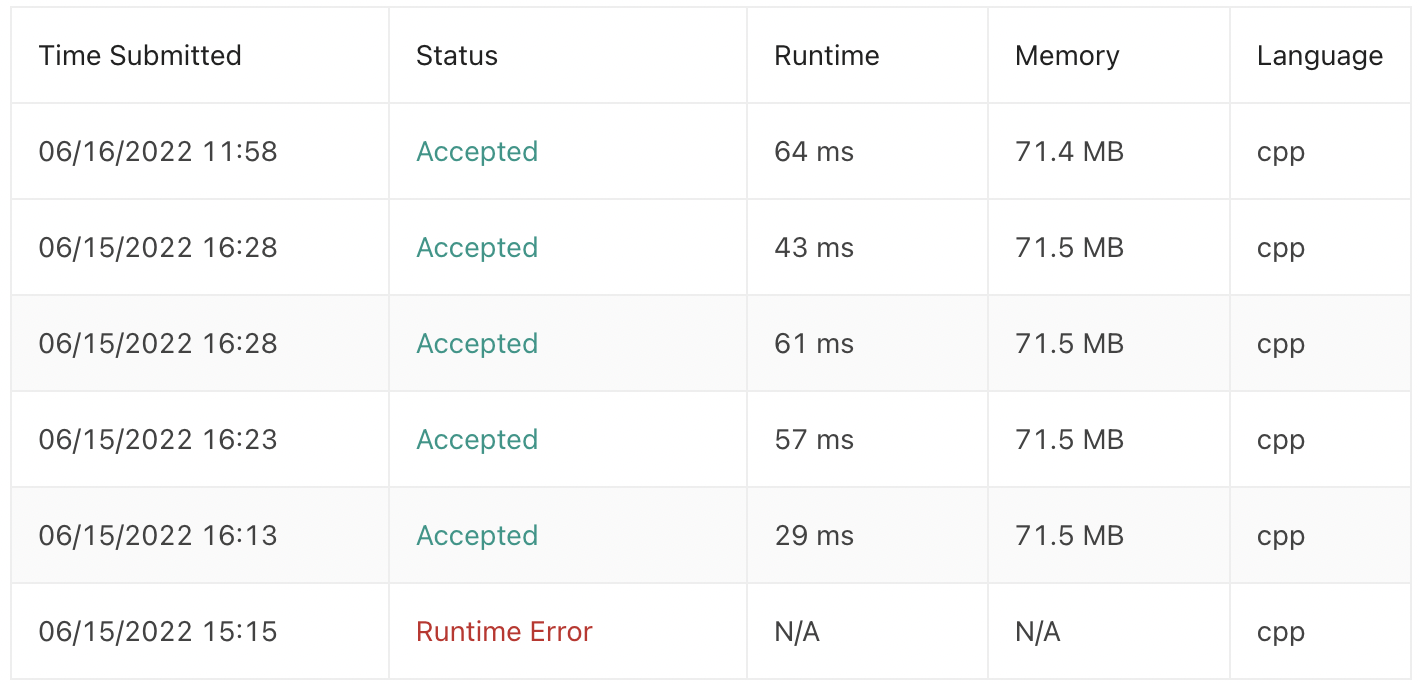 Time Submitted Status Runtime Memory Language
06/16/2022 11:58 Accepted 64 ms 71.4 MB cpp
06/15/2022 16:28 Accepted 43 ms 71.5 MB cpp
06/15/2022 16:28 Accepted 61 ms 71.5 MB cpp
06/15/2022 16:23 Accepted 57 ms 71.5 MB cpp
06/15/2022 16:13 Accepted 29 ms 71.5 MB cpp
06/15/2022 15:15 Runtime Error N/A N/A cpp